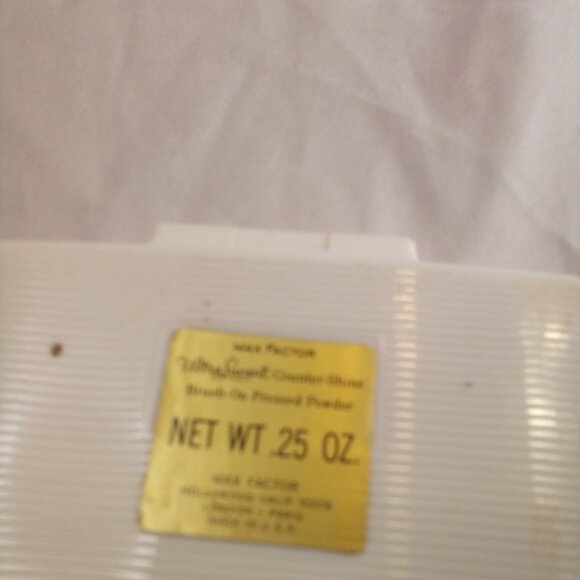 MAX FACTOR
UltraLucent Counter-Shine
Brush-On Pressed Powder
NET WT .25 OZ.
MAX FACTOR
HOLLYWOOD, CALIF.
LONDON • PARIS
MADE IN U.S.A.